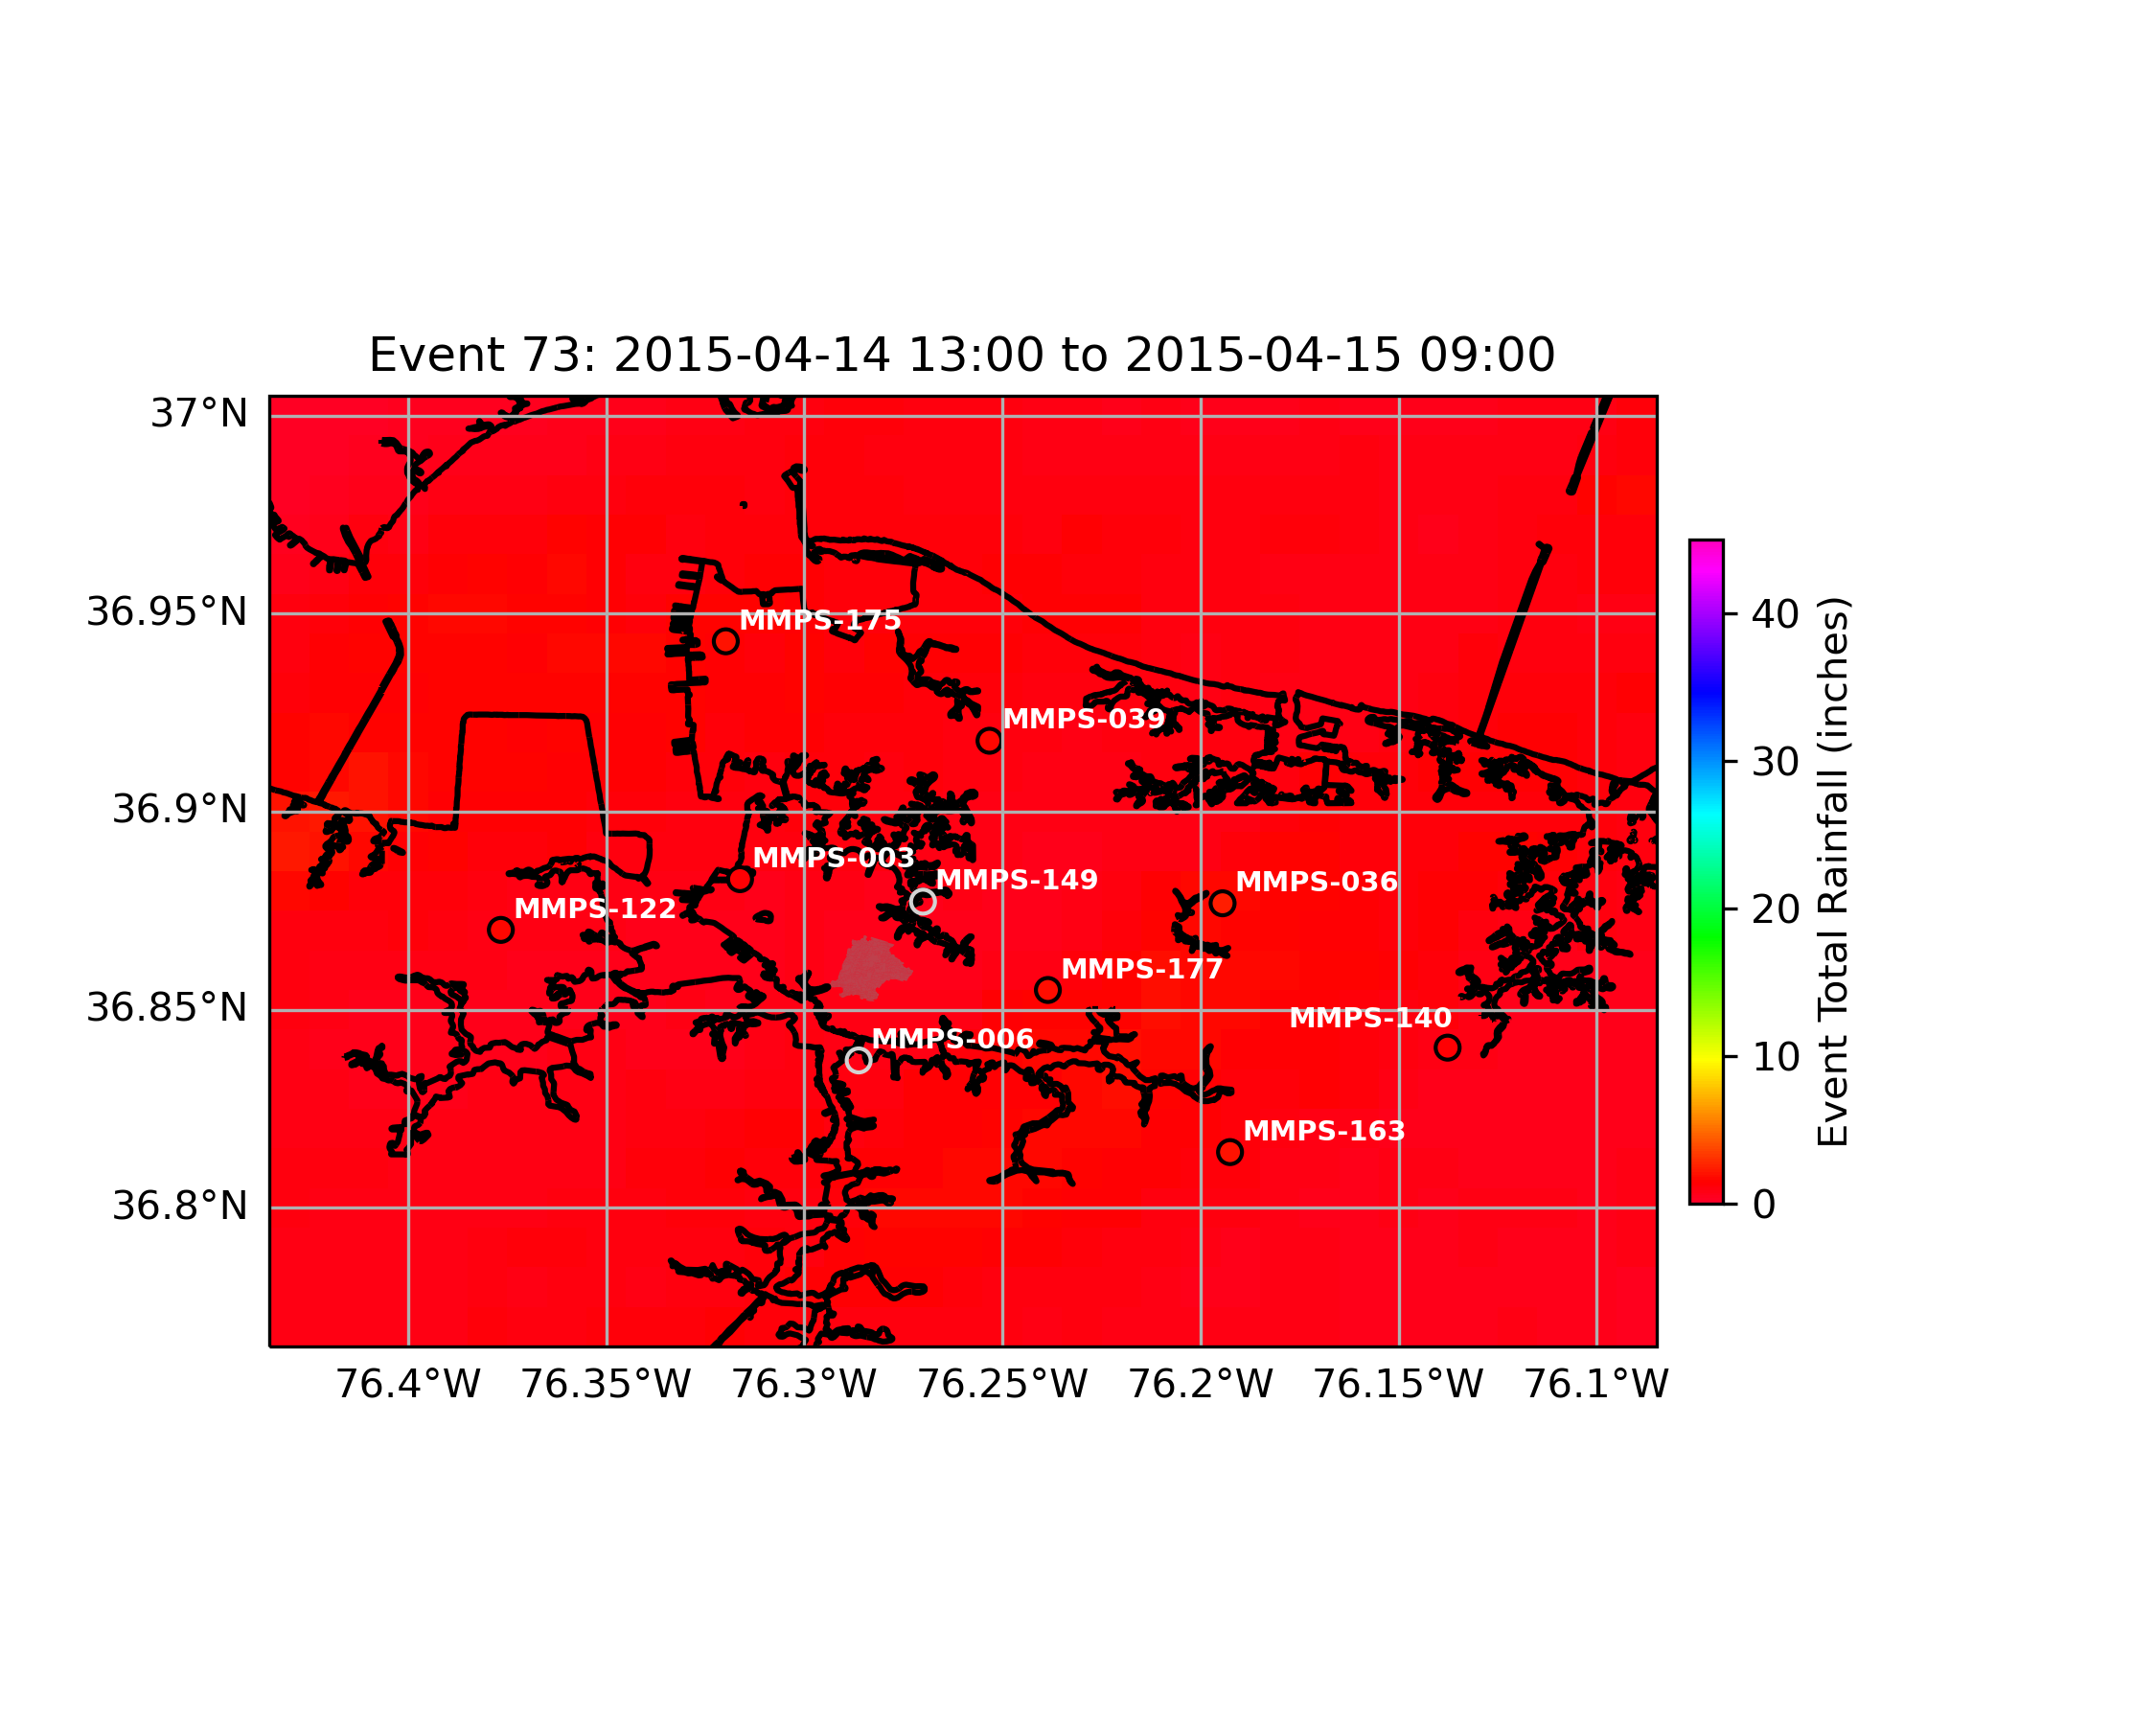 Event 73: 2015-04-14 13:00 to 2015-04-15 09:00
37°N
36.95°N
36.9°N
36.85°N
36.8°N
MMPS-175
MMPS-039
MMPS-003
MMPS-149
MMPS-036
MMPS-122
MMPS-177
MMPS-140
MMPS-006
MMPS-163
76.4°W
76.35°W
76.3°W
76.25°W
76.2°W
76.15°W
76.1°W
40
30
20
10
0
Event Total Rainfall (inches)